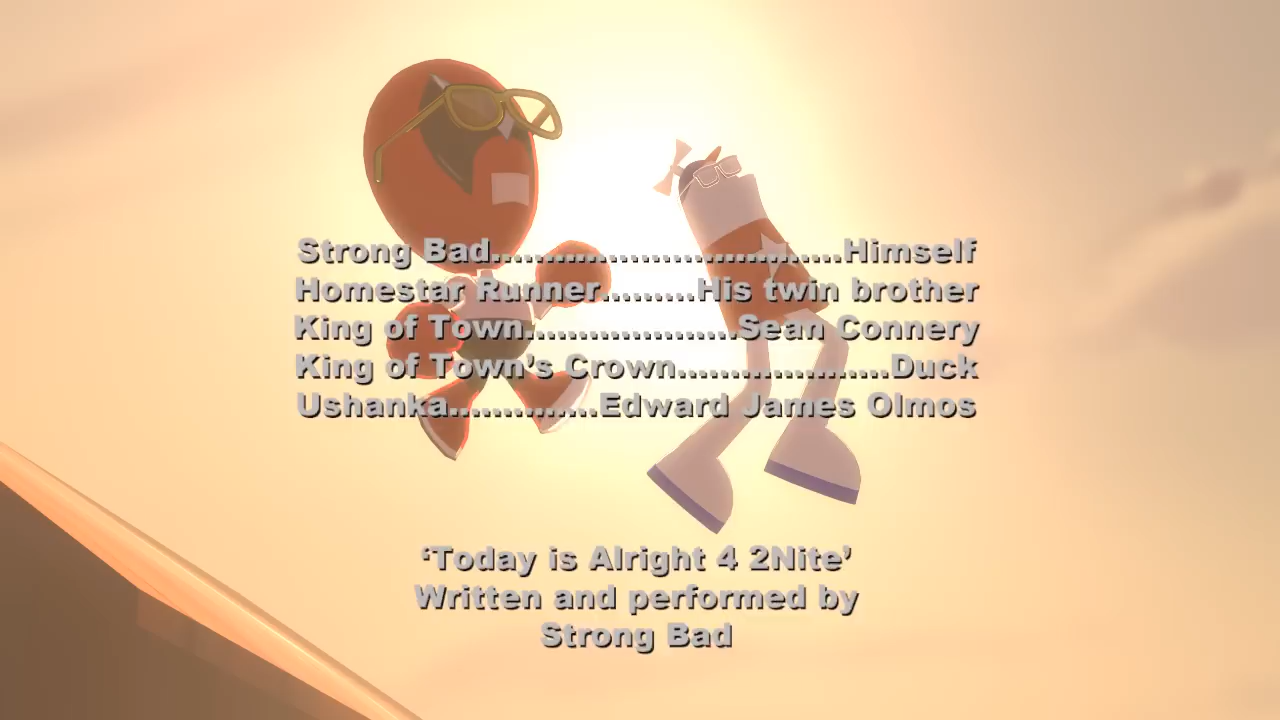 Strong Bad................................Himself
Homestar Runner.........His twin brother
King of Town....................Sean Connery
King of Town's Crown...................Duck
Ushanka.............Edward James Olmos
‘Today is Alright 4 2Nite’
Written and performed by
Strong Bad